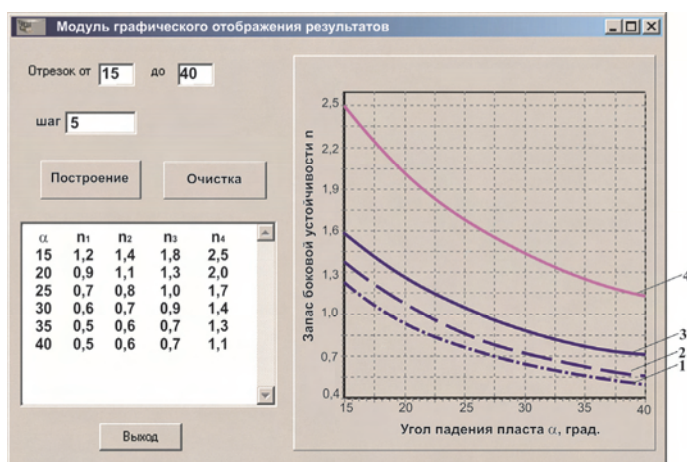 Модуль графического отображения результатов
Отрезок от 15 до 40
шаг 5
Построение Очистка
α n1 n2 n3 n4
15 1,2 1,4 1,8 2,5
20 0,9 1,1 1,3 2,0
25 0,7 0,8 1,0 1,7
30 0,6 0,7 0,9 1,4
35 0,5 0,6 0,7 1,3
40 0,5 0,6 0,7 1,1
Выход
Запас боковой устойчивости n
2,5
2,2
1,9
1,6
1,3
1,0
0,7
0,4
15 20 25 30 35 40
Угол падения пласта α, град.
4
3
2
1